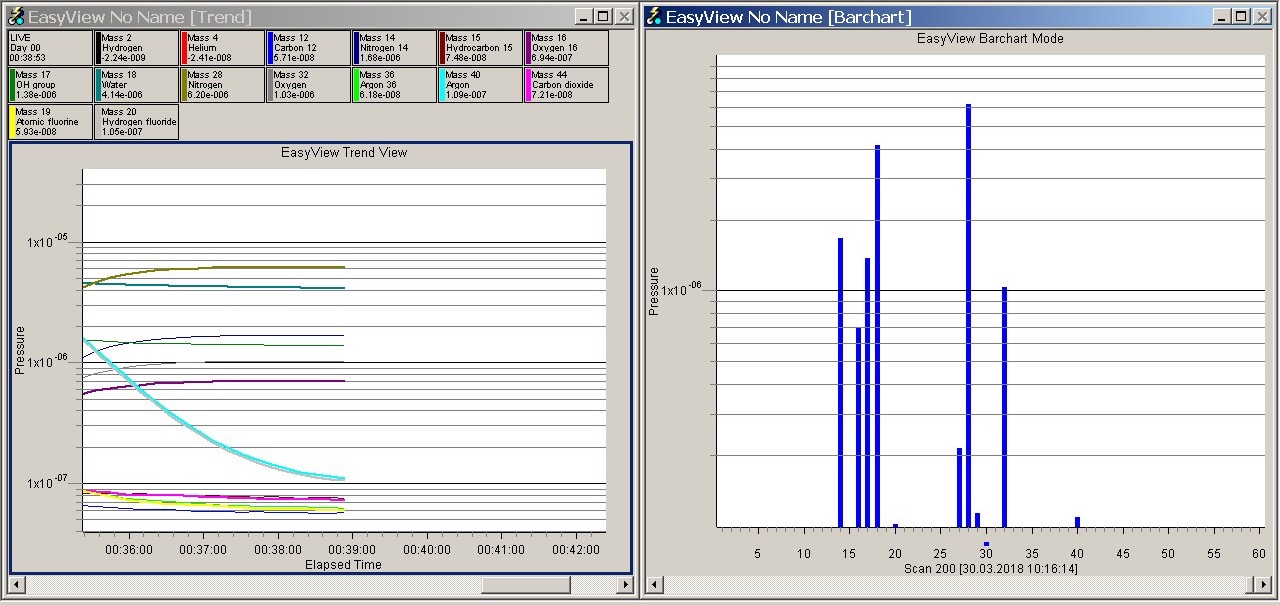 EasyView No Name [Trend]
LIVE
Day 00
00:38:53
Mass 2
Hydrogen
-2.24e-009
Mass 4
Helium
-2.41e-008
Mass 12
Carbon 12
5.71e-008
Mass 14
Nitrogen 14
1.68e-006
Mass 15
Hydrocarbon 15
7.48e-008
Mass 16
Oxygen 16
6.94e-007
Mass 17
OH group
1.38e-006
Mass 18
Water
4.14e-006
Mass 28
Nitrogen
6.20e-006
Mass 32
Oxygen
1.03e-006
Mass 36
Argon 36
6.18e-008
Mass 40
Argon
1.09e-007
Mass 44
Carbon dioxide
7.21e-008
Mass 19
Atomic fluorine
5.93e-008
Mass 20
Hydrogen fluoride
1.05e-007
EasyView Trend View
Pressure
1x10 -05
1x10 -06
1x10 -07
00:36:00 00:37:00 00:38:00 00:39:00 00:40:00 00:41:00 00:42:00
Elapsed Time
EasyView No Name [Barchart]
EasyView Barchart Mode
Pressure
1x10 -06
5 10 15 20 25 30 35 40 45 50 55 60
Scan 200 [30.03.2018 10:16:14]